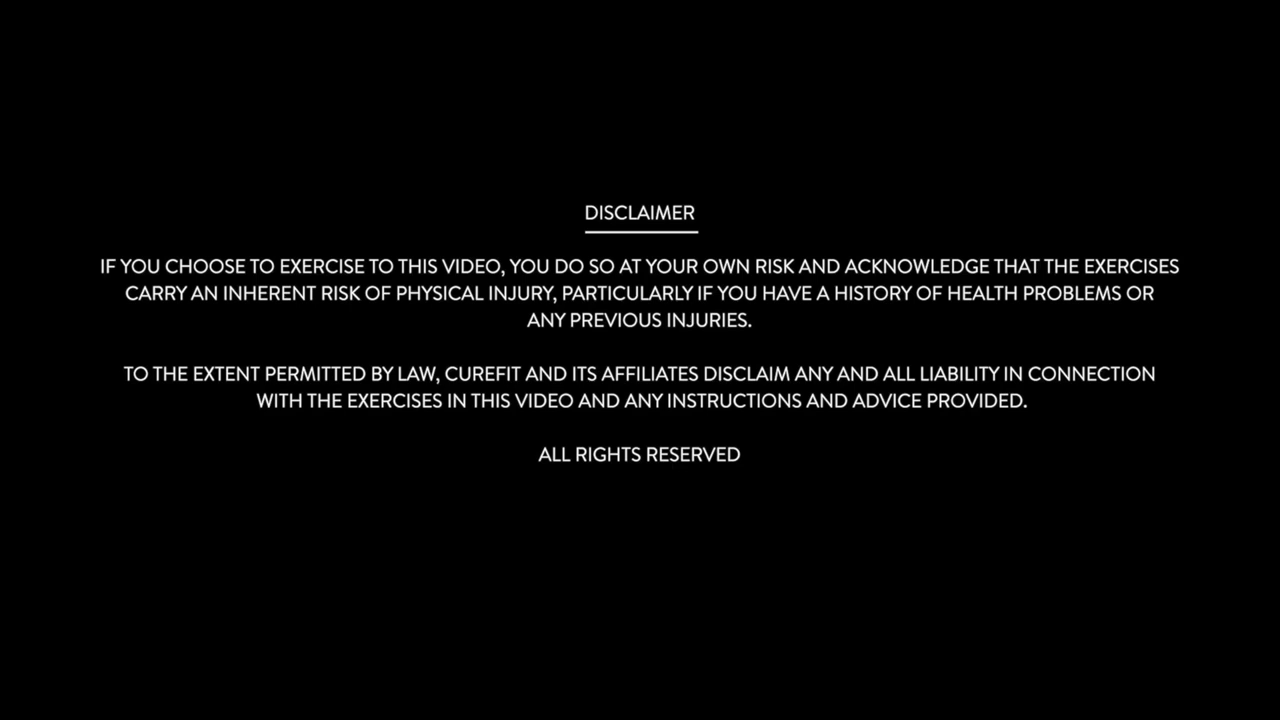 DISCLAIMER
IF YOU CHOOSE TO EXERCISE TO THIS VIDEO, YOU DO SO AT YOUR OWN RISK AND ACKNOWLEDGE THAT THE EXERCISES
CARRY AN INHERENT RISK OF PHYSICAL INJURY, PARTICULARLY IF YOU HAVE A HISTORY OF HEALTH PROBLEMS OR
ANY PREVIOUS INJURIES.
TO THE EXTENT PERMITTED BY LAW, CUREFIT AND ITS AFFILIATES DISCLAIM ANY AND ALL LIABILITY IN CONNECTION
WITH THE EXERCISES IN THIS VIDEO AND ANY INSTRUCTIONS AND ADVICE PROVIDED.
ALL RIGHTS RESERVED